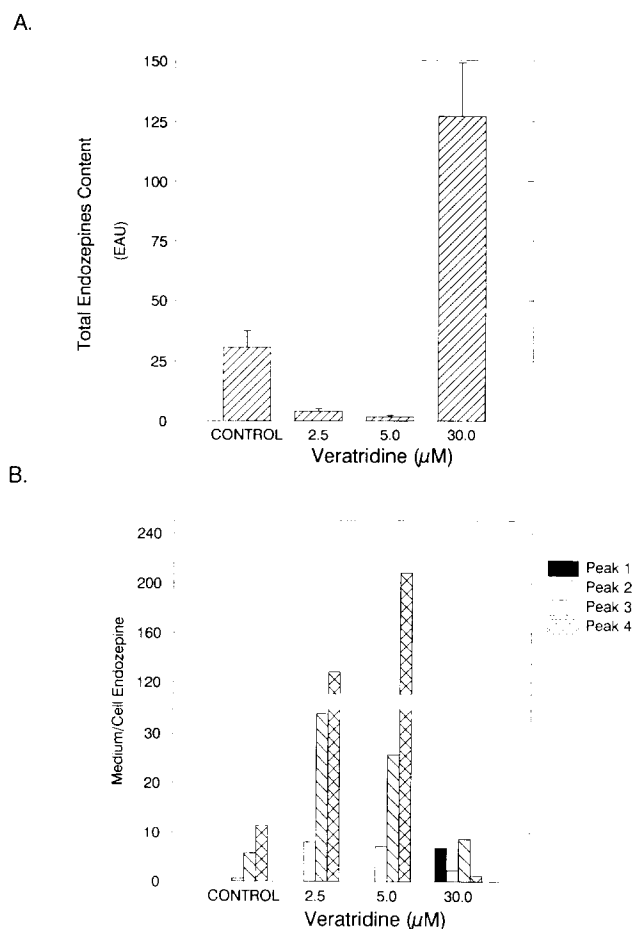 A.
Total Endozepines Content
(EAU)
150
125
100
75
50
25
0
CONTROL 2.5 5.0 30.0
Veratridine (µM)
B.
Medium/Cell Endozepine
240
200
160
120
30
20
10
0
CONTROL 2.5 5.0 30.0
Veratridine (µM)
Peak 1
Peak 2
Peak 3
Peak 4